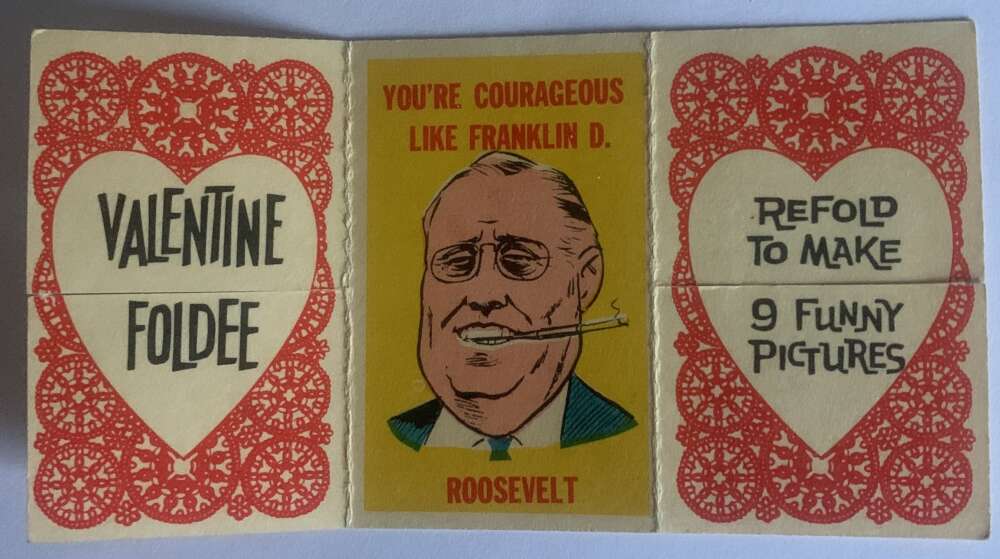 VALENTINE
FOLDEE
YOU'RE COURAGEOUS
LIKE FRANKLIN D.
ROOSEVELT
REFOLD
TO MAKE
9 FUNNY
PICTURES